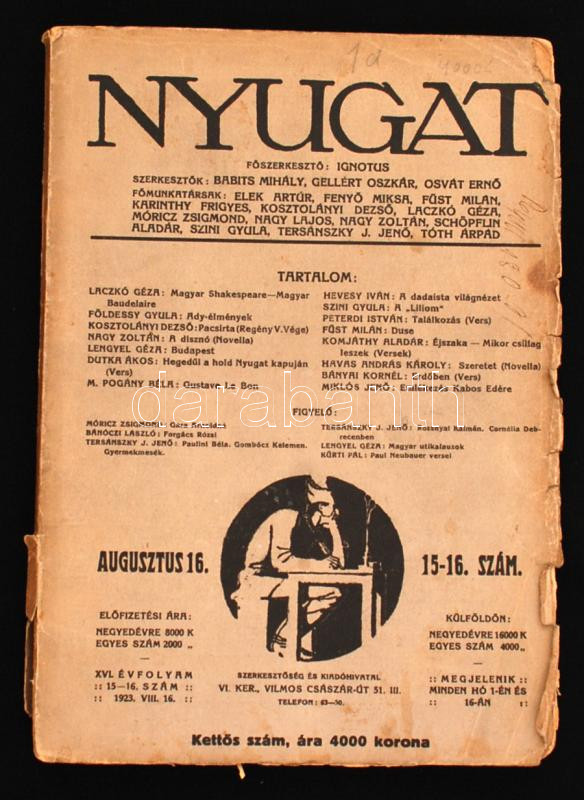 1d
NYUGAT
FŐSZERKESZTŐ: IGNOTUS
SZERKESZTŐK: BABITS MIHÁLY, GELLÉRT OSZKÁR, OSVÁT ERNŐ
FŐMUNKATÁRSAK: ELEK ARTÚR, FENYŐ MIKSA, FÜST MILÁN,
KARINTHY FRIGYES, KOSZTOLÁNYI DEZSŐ, LACZKÓ GÉZA,
MÓRICZ ZSIGMOND, NAGY LAJOS, NAGY ZOLTÁN, SCHÖPFLIN
ALADÁR, SZINI GYULA, TERSÁNSZKY J. JENŐ, TÓTH ÁRPÁD
TARTALOM:
LACZKÓ GÉZA: Magyar Shakespeare—Magyar
Baudelaire
FÖLDESSY GYULA: Ady-élmények
KOSZTOLÁNYI DEZSŐ: Pacsirta (Regény V. Vége)
NAGY ZOLTÁN: A disznó (Novella)
LENGYEL GÉZA: Budapest
DUTKA ÁKOS: Hegedül a hold Nyugat kapuján
(Vers)
M. POGÁNY BÉLA: Gustave Le Bon
HEVESY IVÁN: A dadaista világnézet
SZINI GYULA: A „Liliom"
PETERDI ISTVÁN: Találkozás (Vers)
FÜST MILÁN: Duse
KOMJÁTHY ALADÁR: Éjszaka — Mikor csillag
leszek (Versek)
HAVAS ANDRÁS KÁROLY: Szeretet (Novella)
BÁNYAI KORNÉL: Erdőben (Vers)
MIKLÓS JENŐ: Emlékezés Kabos Edére
darabanth
FIGYELŐ:
MÓRICZ ZSIGMOND:
BÁNÓCZI LÁSZLÓ: Forgács Rózsi
TERSÁNSZKY J. JENŐ: Paulini Béla. Gombócz Kelemen.
Gyermekmesék.
TERSÁNSZKY J. JENŐ: Rozsnyai Kálmán. Cornélia Deb-
recenben
LENGYEL GÉZA: Magyar utikalauzok
KÜRTI PÁL: Paul Neubauer versei
AUGUSZTUS 16.
15-16. SZÁM.
ELŐFIZETÉSI ÁRA:
NEGYEDÉVRE 8000 K
EGYES SZÁM 2000 „
KÜLFÖLDÖN:
NEGYEDÉVRE 16000 K
EGYES SZÁM 4000 „
XVI. ÉVFOLYAM
:: 15—16. SZÁM ::
:: 1923. VIII. 16. ::
SZERKESZTŐSÉG ÉS KIADÓHIVATAL
VI. KER., VILMOS CSÁSZÁR-ÚT 51. III.
TELEFON: 63—50.
:: MEGJELENIK ::
MINDEN HÓ 1-ÉN ÉS
:: 16-ÁN ::
Kettős szám, ára 4000 korona